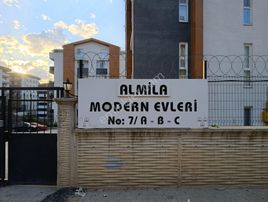 ALMİLA
MODERN EVLERİ
No: 7/A - B - C